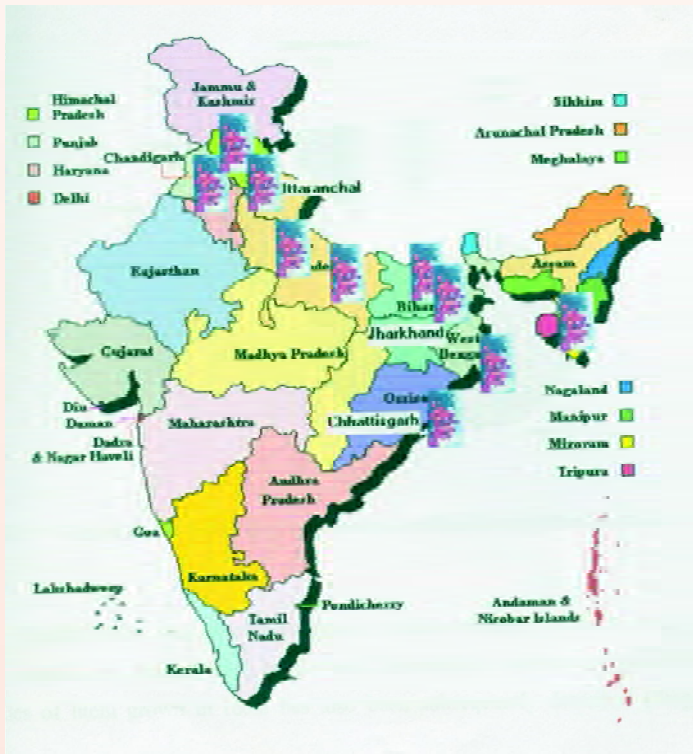 Jammu &
Kashmir
Himachal
Pradesh
Punjab
Haryana
Delhi
Chandigarh
Uttaranchal
Sikhim
Arunachal Pradesh
Meghalaya
Rajasthan
Assam
Bihar
Jharkhand
West
Benga
Gujarat
Madhya Pradesh
Orissa
Chhattisgarh
Diu
Daman
Dadra
& Nagar Haveli
Maharashtra
Nagaland
Manipur
Mizoram
Tripura
Andhra
Pradesh
Goa
Karnataka
Lakshadweep
Pondicherry
Tamil
Nadu
Kerala
Andaman &
Nicobar Islands